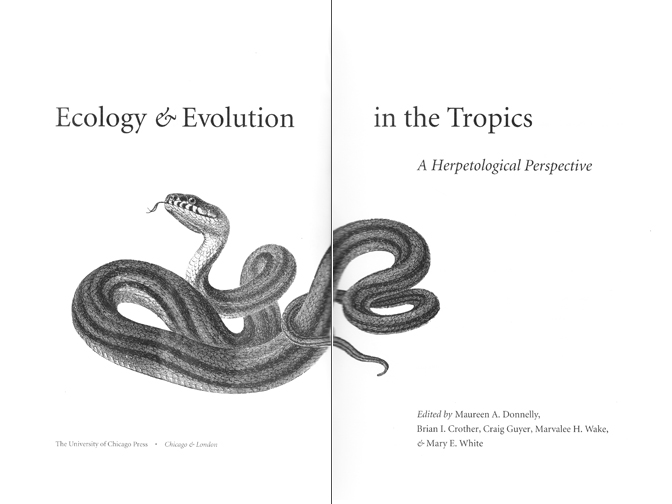 Ecology & Evolution in the Tropics
A Herpetological Perspective
Edited by Maureen A. Donnelly,
Brian I. Crother, Craig Guyer, Marvalee H. Wake,
& Mary E. White
The University of Chicago Press • Chicago & London